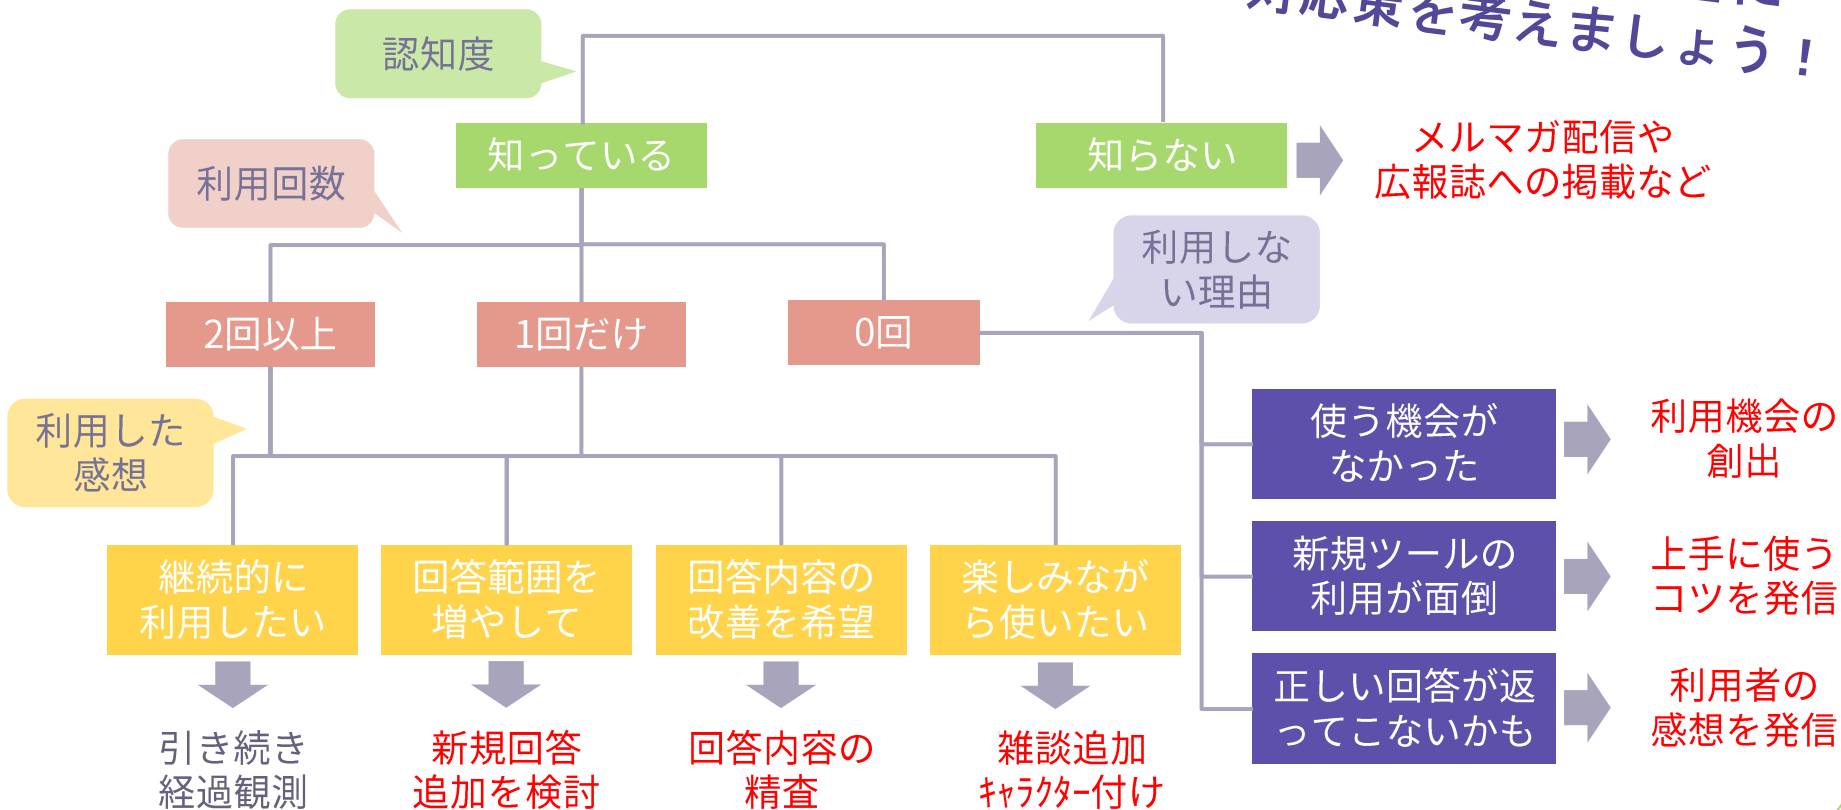 対応策を考えましょう！
認知度
知っている
知らない
メルマガ配信や
広報誌への掲載など
利用回数
利用しな
い理由
2回以上
1回だけ
0回
利用した
感想
使う機会が
なかった
利用機会の
創出
新規ツールの
利用が面倒
上手に使う
コツを発信
正しい回答が返
ってこないかも
利用者の
感想を発信
継続的に
利用したい
回答範囲を
増やして
回答内容の
改善を希望
楽しみなが
ら使いたい
引き続き
経過観測
新規回答
追加を検討
回答内容の
精査
雑談追加
ｷｬﾗｸﾀｰ付け